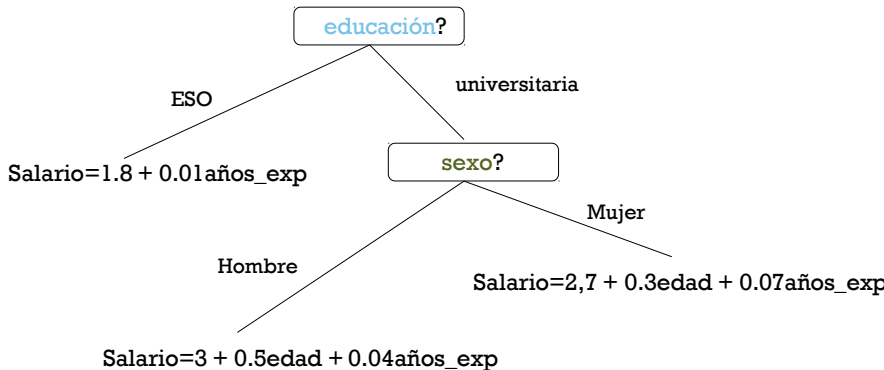 educación?
ESO
universitaria
Salario=1.8 + 0.01años_exp
sexo?
Mujer
Hombre
Salario=2,7 + 0.3edad + 0.07años_exp
Salario=3 + 0.5edad + 0.04años_exp